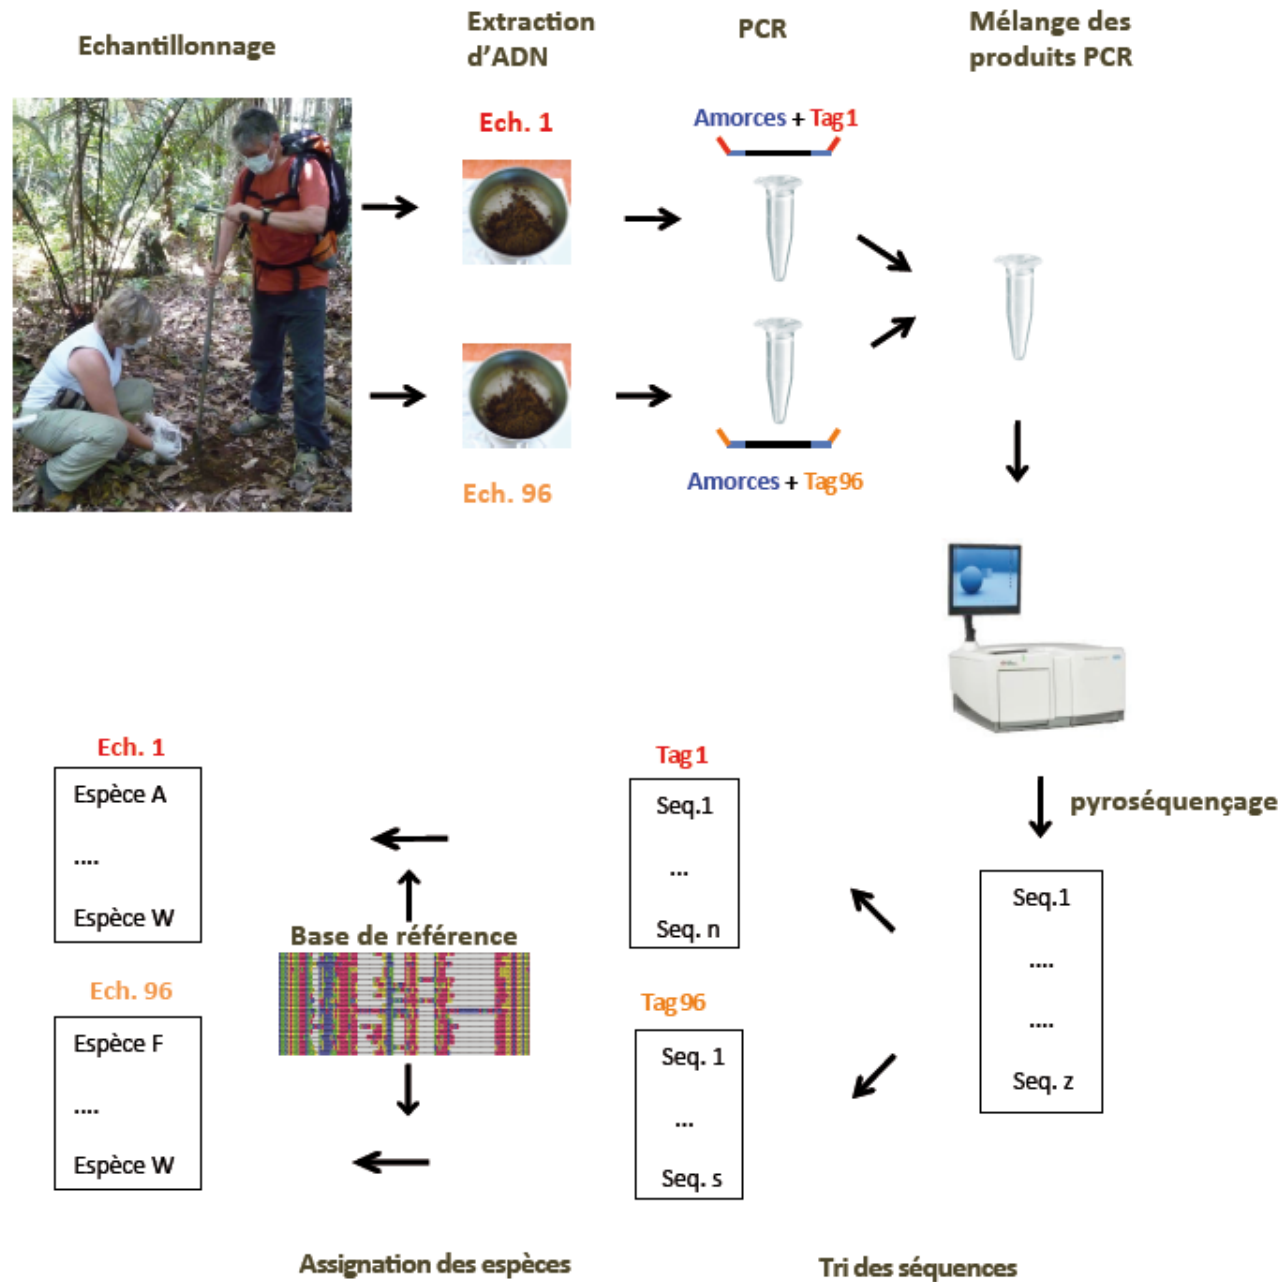 Echantillonnage
Extraction
d'ADN
PCR
Mélange des
produits PCR
Ech. 1
Amorces + Tag1
Ech. 96
Amorces + Tag96
pyroséquençage
Seq.1
....
....
Seq. z
Tag1
Seq.1
...
Seq. n
Tag96
Seq. 1
...
Seq. s
Ech. 1
Espèce A
....
Espèce W
Base de référence
Ech. 96
Espèce F
....
Espèce W
Assignation des espèces
Tri des séquences